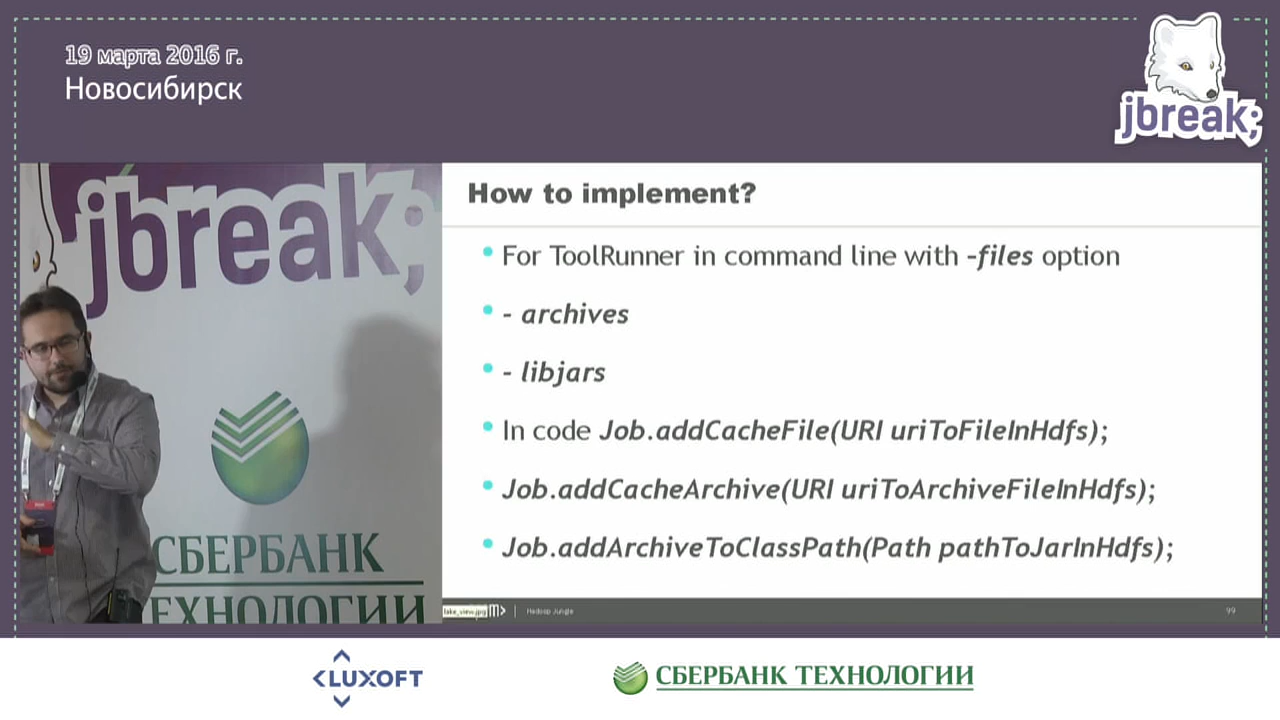 19 марта 2016 г.
Новосибирск
jbreak;
jbreak;
СБЕРБАНК
ТЕХНОЛОГИИ
How to implement?
For ToolRunner in command line with -files option
- archives
- libjars
In code Job.addCacheFile(URI uriToFileInHdfs);
Job.addCacheArchive(URI uriToArchiveFileInHdfs);
Job.addArchiveToClassPath(Path pathToJarInHdfs);
Hadoop Jungle
99
<LUXOFT
СБЕРБАНК ТЕХНОЛОГИИ